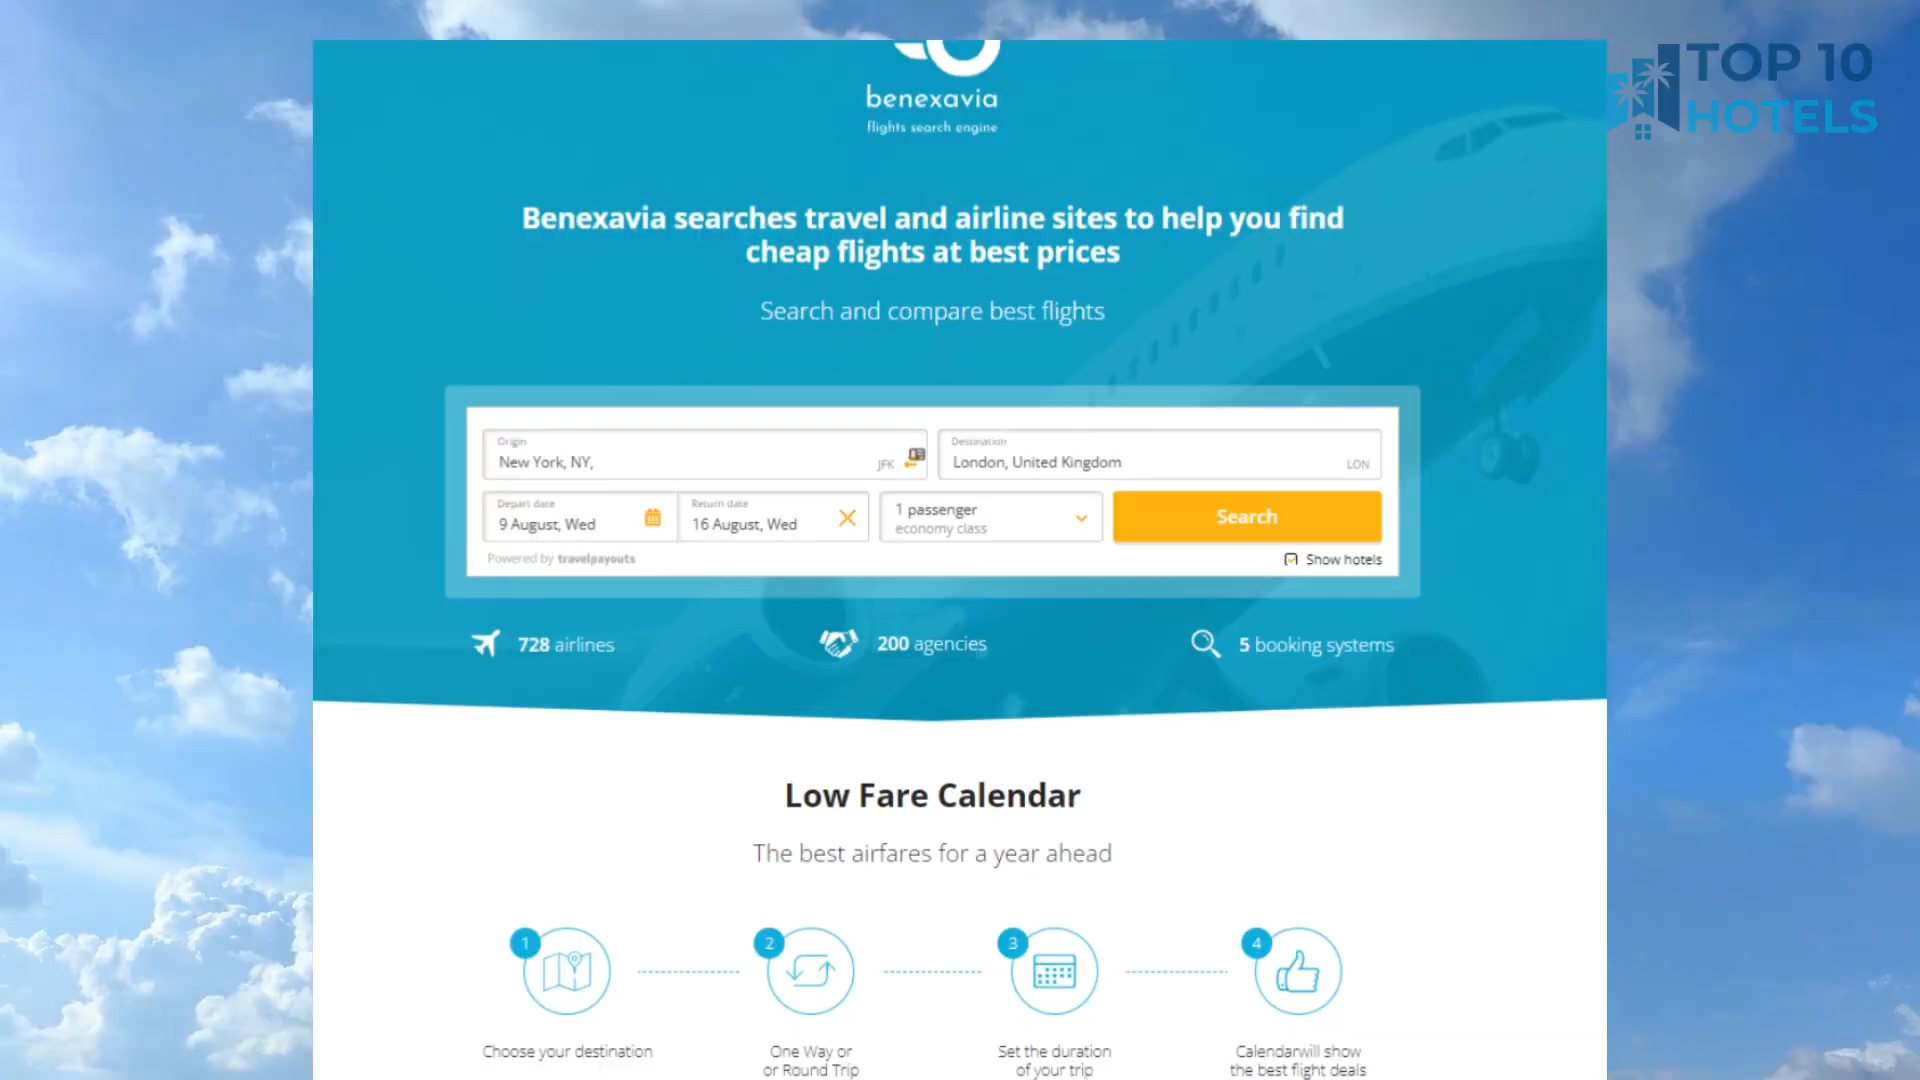 TOP 10
HOTELS
benexavia
flights search engine
Benexavia searches travel and airline sites to help you find
cheap flights at best prices
Search and compare best flights
Origin
New York, NY,
JFK
Destination
London, United Kingdom
LON
Depart date
9 August, Wed
Return date
16 August, Wed
1 passenger
economy class
Search
Powered by travelpayouts
Show hotels
728 airlines
200 agencies
5 booking systems
Low Fare Calendar
The best airfares for a year ahead
1
2
3
4
Choose your destination
One Way or
or Round Trip
Set the duration
of your trip
Calendarwill show
the best flight deals